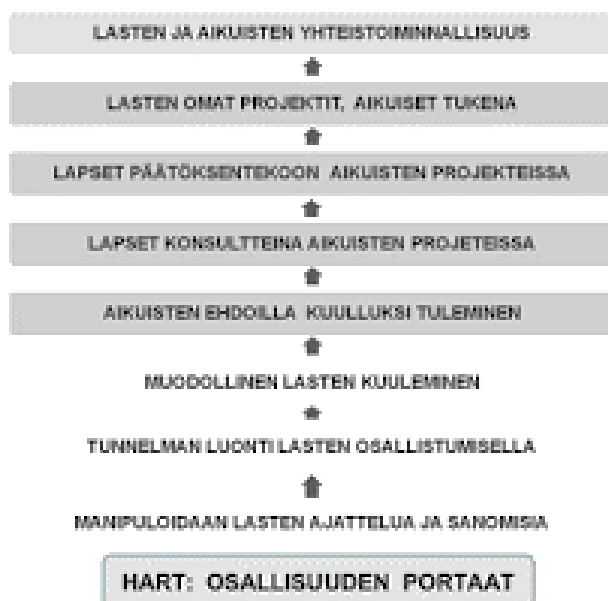 LASTEN JA AIKUISTEN YHTEISTOIMINNALLISUUS
LASTEN OMAT PROJEKTIT, AIKUISET TUKENA
LAPSET PÄÄTÖKSENTEKOON AIKUISTEN PROJEKTEISSA
LAPSET KONSULTTEINA AIKUISTEN PROJETEISSA
AIKUISTEN EHDOILLA KUULLUKSI TULEMINEN
MUODOLLINEN LASTEN KUULEMINEN
TUNNELMAN LUONTI LASTEN OSALLISTUMISELLA
MANIPULOIDAAN LASTEN AJATTELUA JA SANOMISIA
HART: OSALLISUUDEN PORTAAT